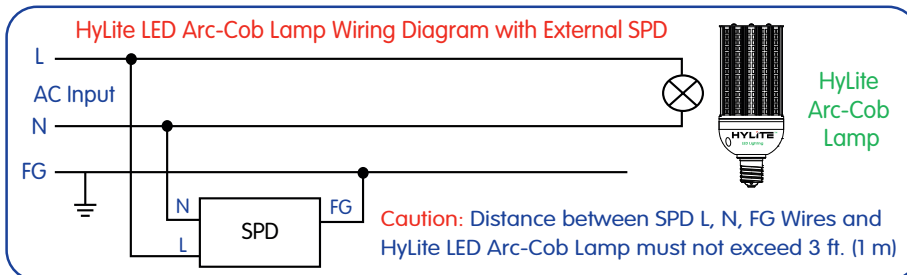 HyLite LED Arc-Cob Lamp Wiring Diagram with External SPD
L
AC Input
N
FG
N
L
SPD
FG
HYLITE
LED Lighting
HyLite
Arc-Cob
Lamp
Caution: Distance between SPD L, N, FG Wires and
HyLite LED Arc-Cob Lamp must not exceed 3 ft. (1 m)